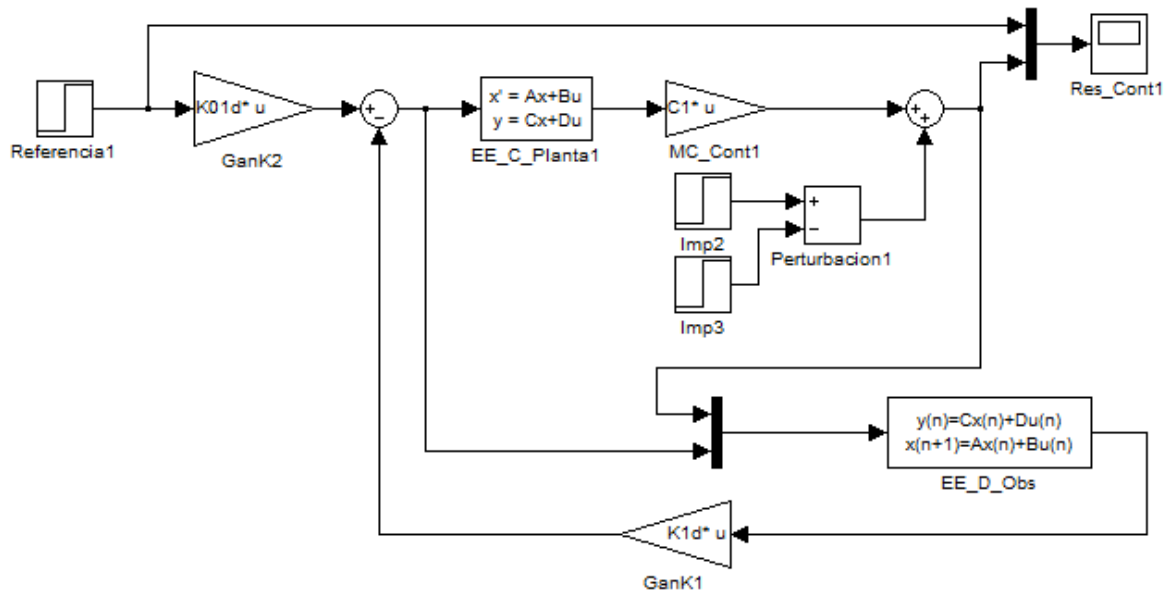 Referencia1
K01d* u
GanK2
+
−
x' = Ax+Bu
y = Cx+Du
EE_C_Planta1
C1* u
MC_Cont1
+
+
Res_Cont1
Imp2
Imp3
+
−
Perturbacion1
y(n)=Cx(n)+Du(n)
x(n+1)=Ax(n)+Bu(n)
EE_D_Obs
K1d* u
GanK1